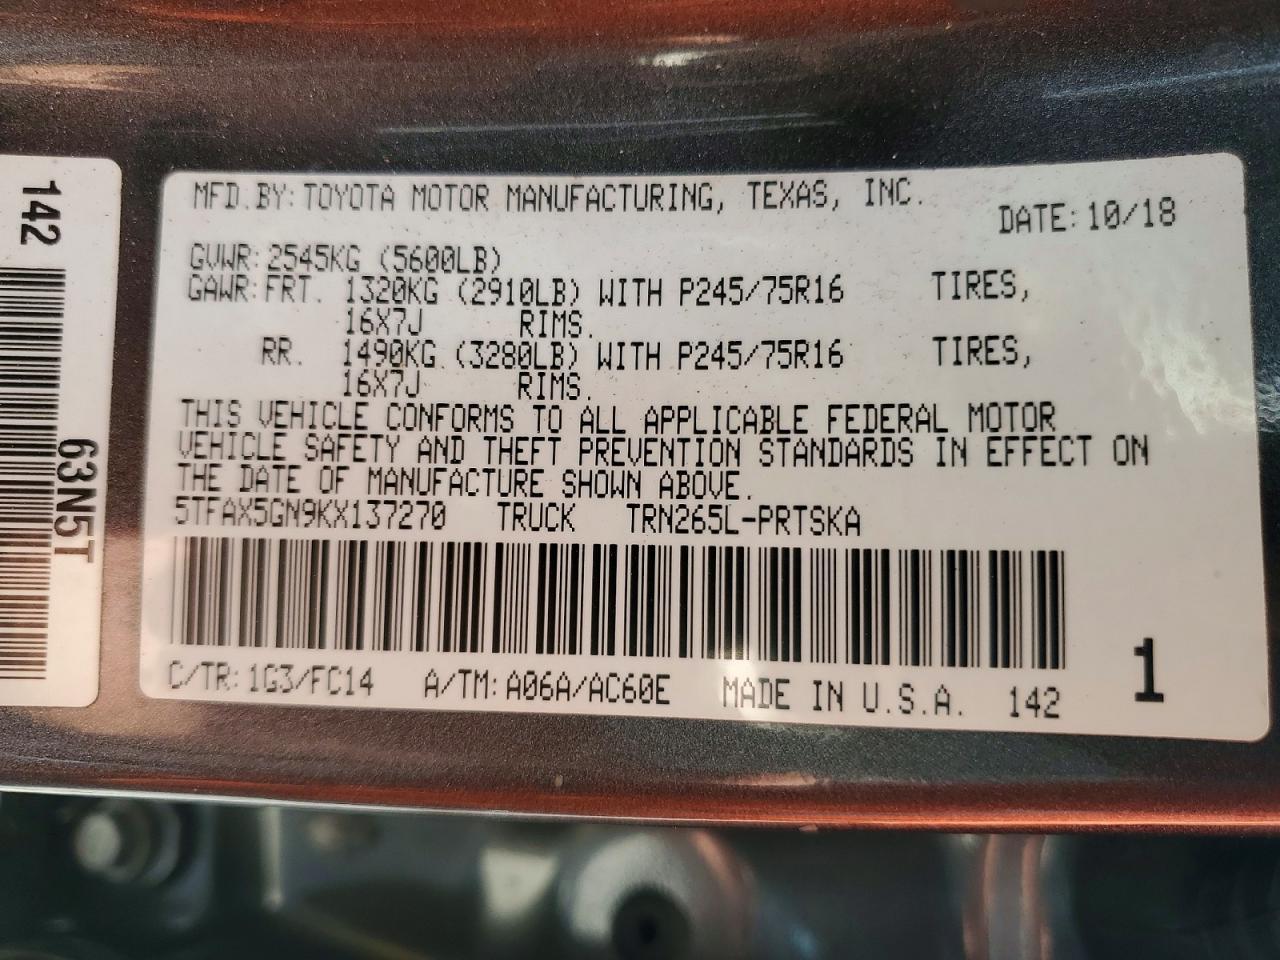 142
63N5T
MFD.BY:TOYOTA MOTOR MANUFACTURING, TEXAS, INC.
DATE:10/18
GVWR:2545KG (5600LB)
GAWR:FRT. 1320KG (2910LB) WITH P245/75R16 TIRES,
16X7J RIMS.
RR. 1490KG (3280LB) WITH P245/75R16 TIRES,
16X7J RIMS.
THIS VEHICLE CONFORMS TO ALL APPLICABLE FEDERAL MOTOR
VEHICLE SAFETY AND THEFT PREVENTION STANDARDS IN EFFECT ON
THE DATE OF MANUFACTURE SHOWN ABOVE.
5TFAX5GN9KX137270 TRUCK TRN265L-PRTSKA
C/TR:1G3/FC14 A/TM:A06A/AC60E MADE IN U.S.A. 142
1